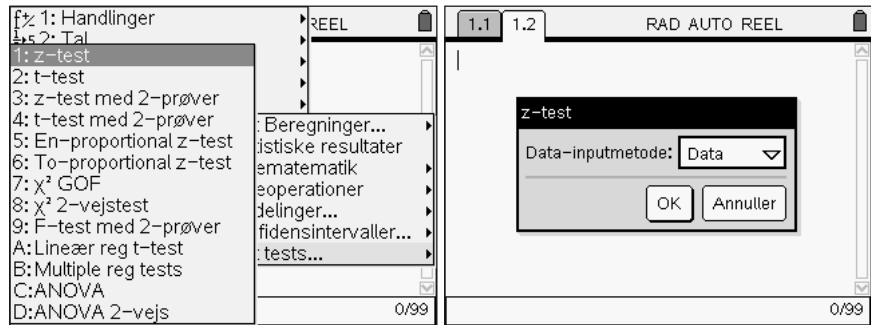 1: Handlinger
2: Tal
REEL
1: z-test
2: t-test
3: z-test med 2-prøver
4: t-test med 2-prøver
5: En-proportional z-test
6: To-proportional z-test
7: χ² GOF
8: χ² 2-vejstest
9: F-test med 2-prøver
A: Lineær reg t-test
B: Multiple reg tests
C: ANOVA
D: ANOVA 2-vejs
t Beregninger...
tistiske resultater
ematematik
eoperationer
delinger...
fidensintervaller...
t tests...
0/99
1.1 1.2 RAD AUTO REEL
z-test
Data-inputmetode: Data
OK Annuller
0/99